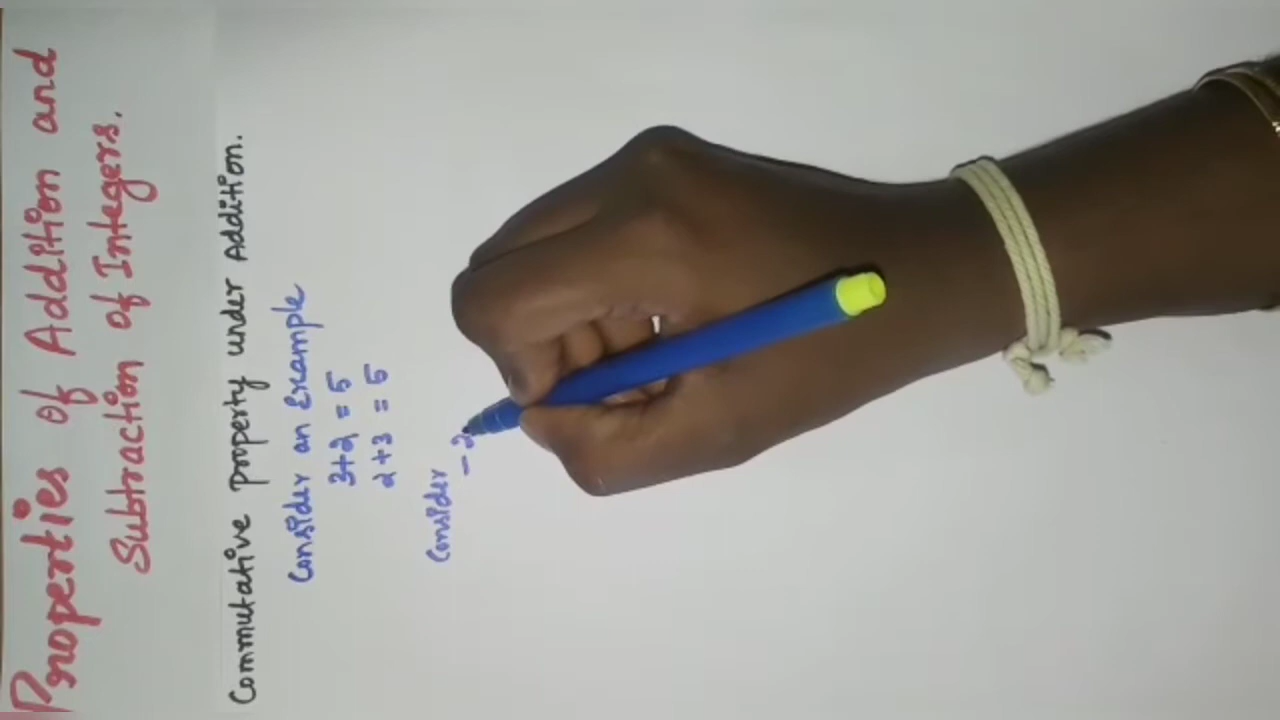 Properties of Addition and
Subtraction of Integers.
Commutative property under Addition.
Consider an Example
3+2 = 5
2+3 = 5
Consider
-2